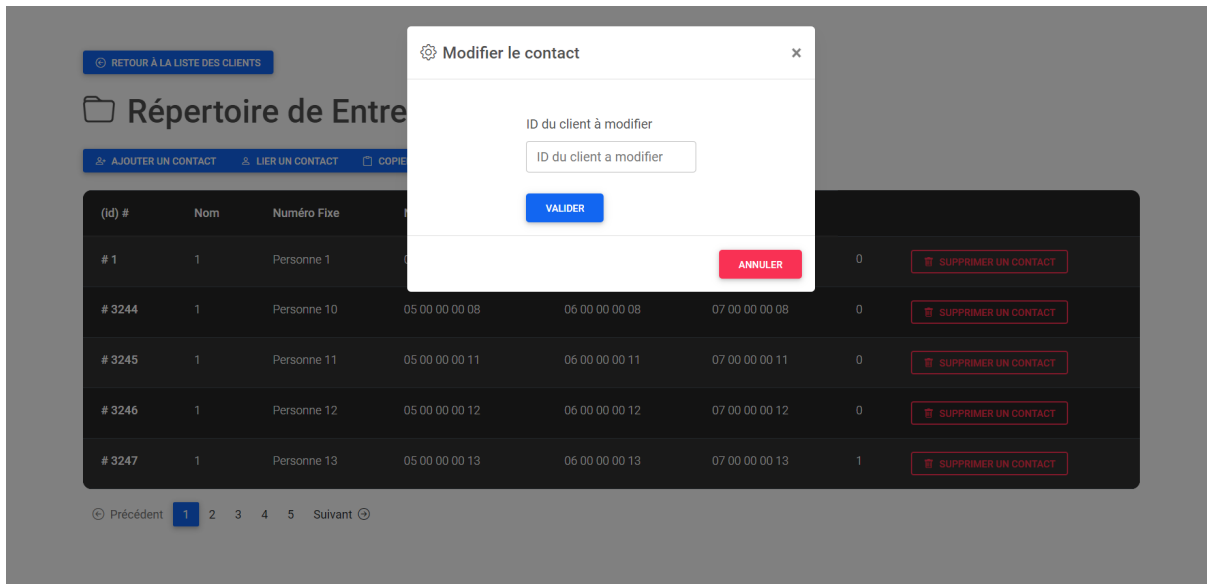 Modifier le contact ×
RETOUR À LA LISTE DES CLIENTS
Répertoire de Entre
ID du client à modifier
ID du client a modifier
AJOUTER UN CONTACT LIER UN CONTACT COPIE
VALIDER
(id) # Nom Numéro Fixe
ANNULER
# 1 1 Personne 1 0 SUPPRIMER UN CONTACT
# 3244 1 Personne 10 05 00 00 00 08 06 00 00 00 08 07 00 00 00 08 0 SUPPRIMER UN CONTACT
# 3245 1 Personne 11 05 00 00 00 11 06 00 00 00 11 07 00 00 00 11 0 SUPPRIMER UN CONTACT
# 3246 1 Personne 12 05 00 00 00 12 06 00 00 00 12 07 00 00 00 12 0 SUPPRIMER UN CONTACT
# 3247 1 Personne 13 05 00 00 00 13 06 00 00 00 13 07 00 00 00 13 1 SUPPRIMER UN CONTACT
Précédent 1 2 3 4 5 Suivant